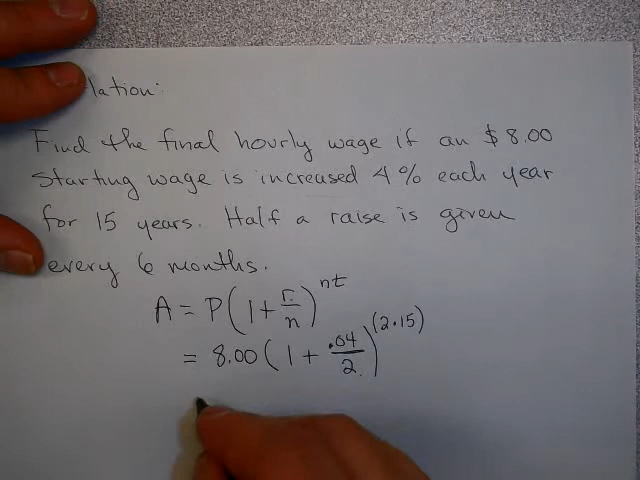 lation:
Find the final hourly wage if an $8.00
starting wage is increased 4% each year
for 15 years. Half a raise is given
every 6 months.
A = P(1 + r/n)^nt
= 8.00(1 + .04/2)^(2·15)